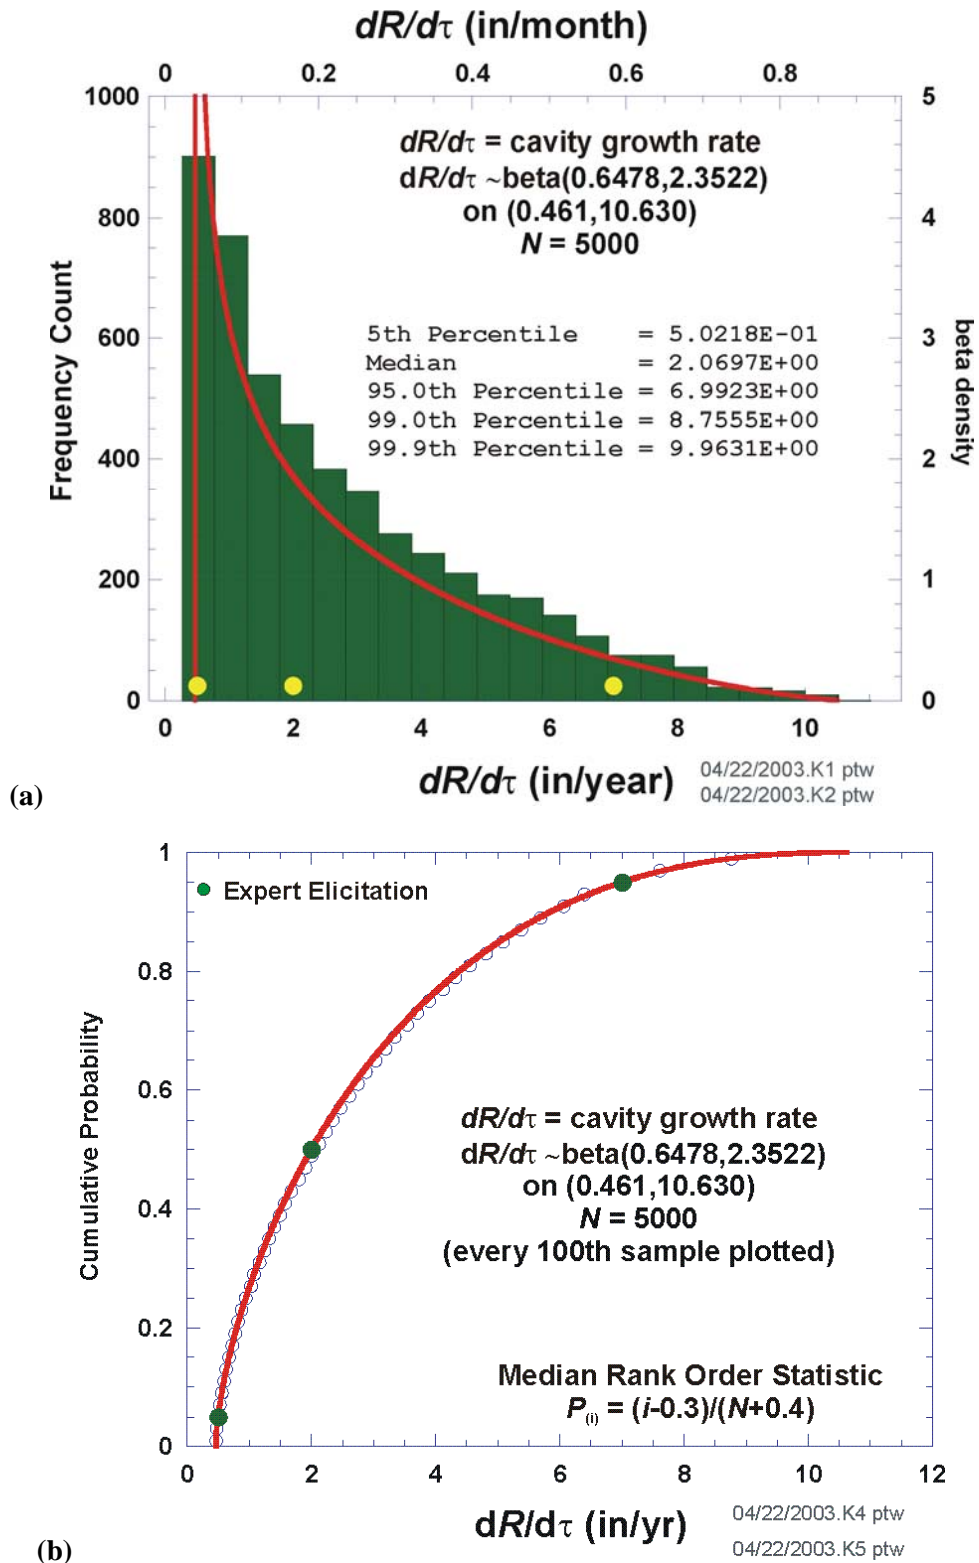 dR/dτ (in/month)
0 0.2 0.4 0.6 0.8
1000
800
600
400
200
0
Frequency Count
5
4
3
2
1
0
beta density
dR/dτ = cavity growth rate
dR/dτ ~beta(0.6478,2.3522)
on (0.461,10.630)
N = 5000
5th Percentile = 5.0218E-01
Median = 2.0697E+00
95.0th Percentile = 6.9923E+00
99.0th Percentile = 8.7555E+00
99.9th Percentile = 9.9631E+00
0 2 4 6 8 10
dR/dτ (in/year)
04/22/2003.K1 ptw
04/22/2003.K2 ptw
(a)
1
0.8
0.6
0.4
0.2
0
Cumulative Probability
Expert Elicitation
dR/dτ = cavity growth rate
dR/dτ ~beta(0.6478,2.3522)
on (0.461,10.630)
N = 5000
(every 100th sample plotted)
Median Rank Order Statistic
P(i) = (i-0.3)/(N+0.4)
0 2 4 6 8 10 12
dR/dτ (in/yr)
04/22/2003.K4 ptw
04/22/2003.K5 ptw
(b)